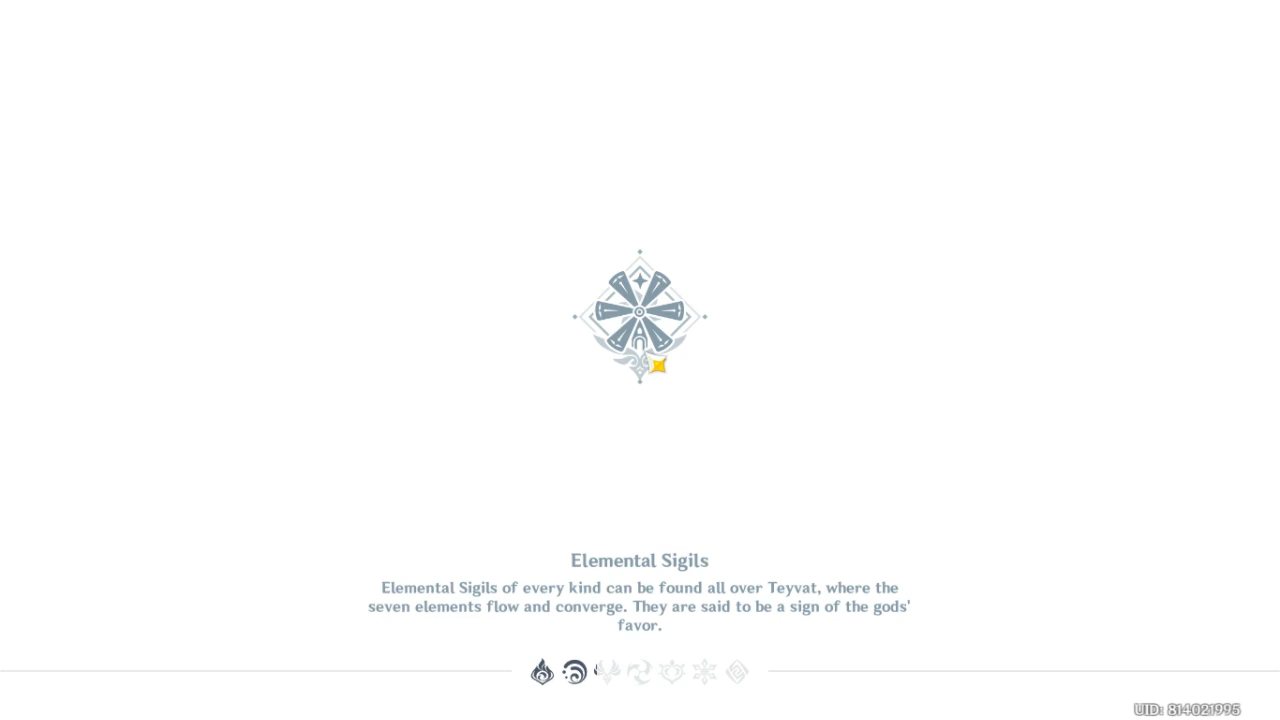 Elemental Sigils
Elemental Sigils of every kind can be found all over Teyvat, where the
seven elements flow and converge. They are said to be a sign of the gods'
favor.
UID: 814021995